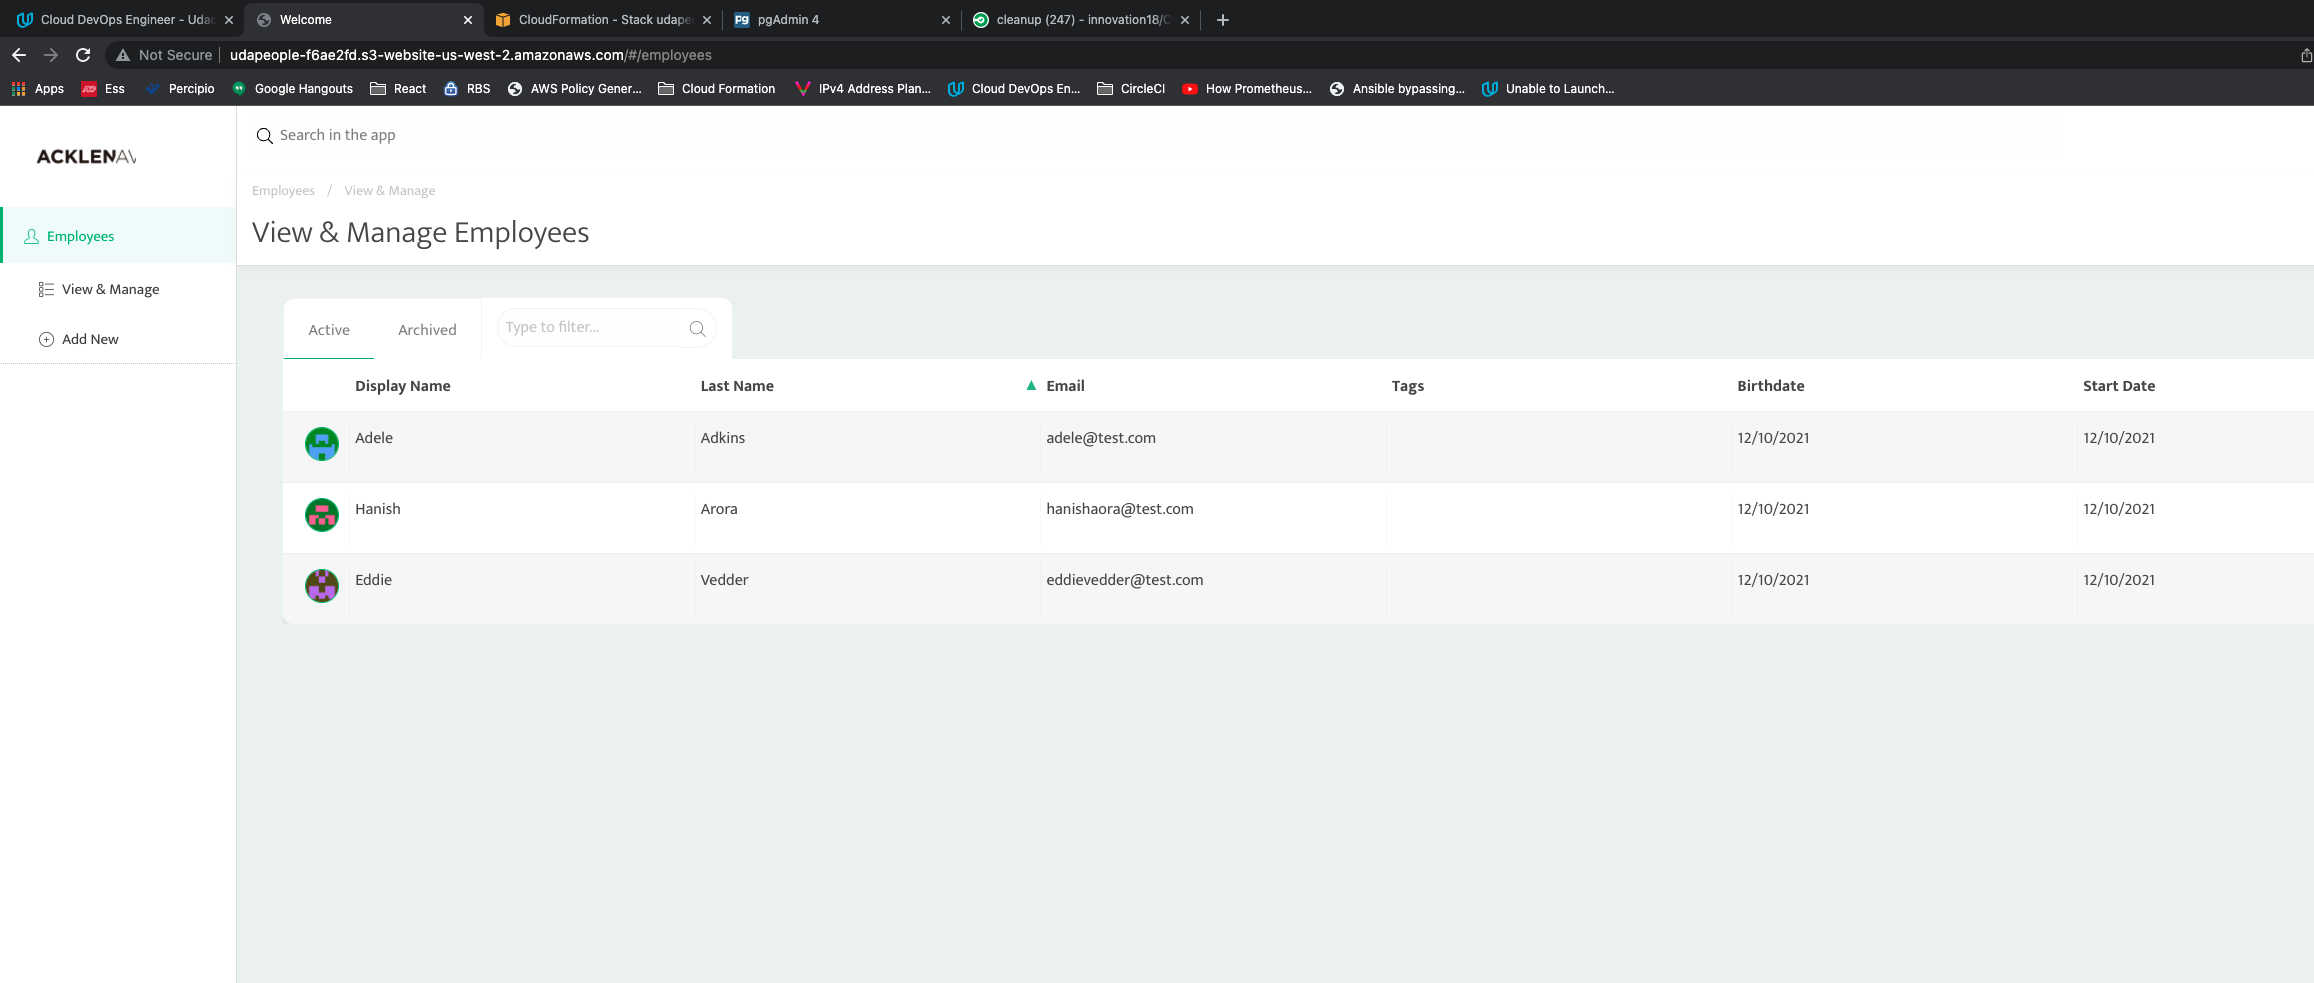 Cloud DevOps Engineer - Udac
Welcome
CloudFormation - Stack udape
pgAdmin 4
cleanup (247) - innovation18/C
Not Secure
udapeople-f6ae2fd.s3-website-us-west-2.amazonaws.com/#/employees
Apps
Ess
Percipio
Google Hangouts
React
RBS
AWS Policy Gener...
Cloud Formation
IPv4 Address Plan...
Cloud DevOps En...
CircleCI
How Prometheus...
Ansible bypassing...
Unable to Launch...
ACKLENAV
Search in the app
Employees / View & Manage
View & Manage Employees
Employees
View & Manage
Add New
Active
Archived
Type to filter...
Display Name Last Name Email Tags Birthdate Start Date
Adele Adkins adele@test.com 12/10/2021 12/10/2021
Hanish Arora hanishaora@test.com 12/10/2021 12/10/2021
Eddie Vedder eddievedder@test.com 12/10/2021 12/10/2021